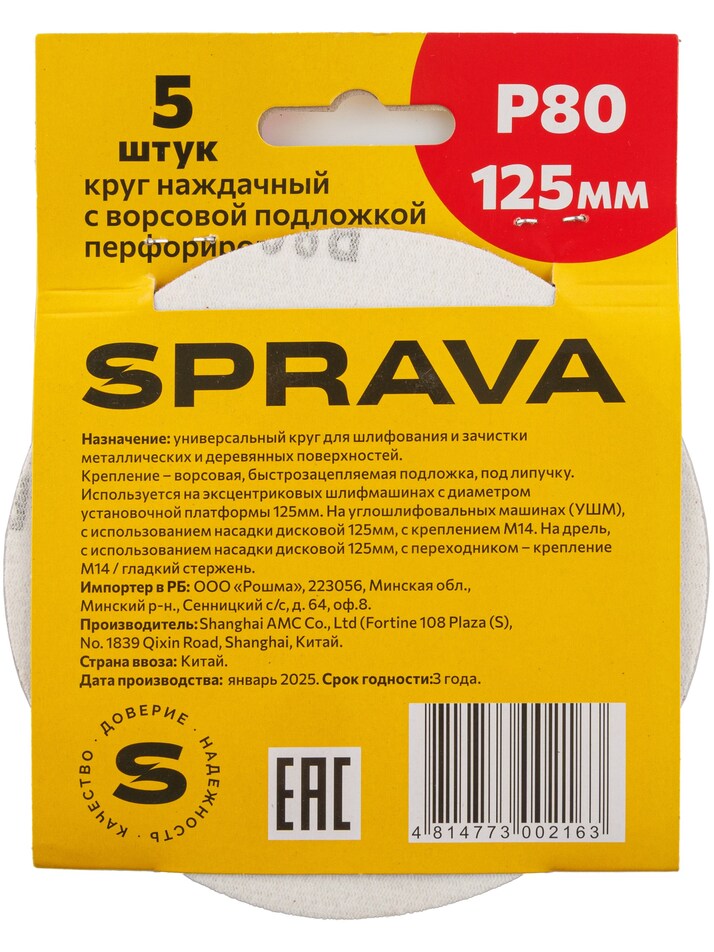 5
штук
круг наждачный
с ворсовой подложкой
P80
125мм
SPRAVA
Назначение: универсальный круг для шлифования и зачистки
металлических и деревянных поверхностей.
Крепление – ворсовая, быстрозацепляемая подложка, под липучку.
Используется на эксцентриковых шлифмашинах с диаметром
установочной платформы 125мм. На углошлифовальных машинах (УШМ),
с использованием насадки дисковой 125мм, с креплением М14. На дрель,
с использованием насадки дисковой 125мм, с переходником – крепление
М14 / гладкий стержень.
Импортер в РБ: ООО «Рошма», 223056, Минская обл.,
Минский р-н., Сенницкий с/с, д. 64, оф.8.
Производитель: Shanghai AMC Co., Ltd (Fortine 108 Plaza (S),
No. 1839 Qixin Road, Shanghai, Китай.
Страна ввоза: Китай.
Дата производства: январь 2025. Срок годности:3 года.
КАЧЕСТВО · ДОВЕРИЕ · НАДЕЖНОСТЬ ·
S
EAC
4 814773 002163